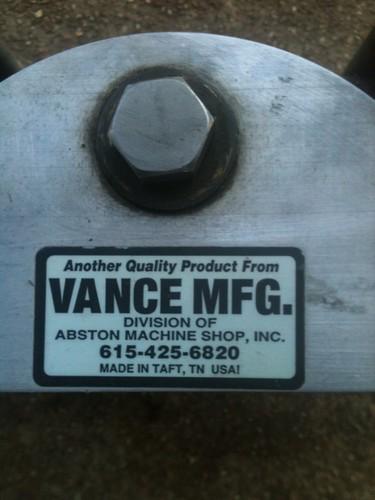 Another Quality Product From
VANCE MFG.
DIVISION OF
ABSTON MACHINE SHOP, INC.
615-425-6820
MADE IN TAFT, TN USA!